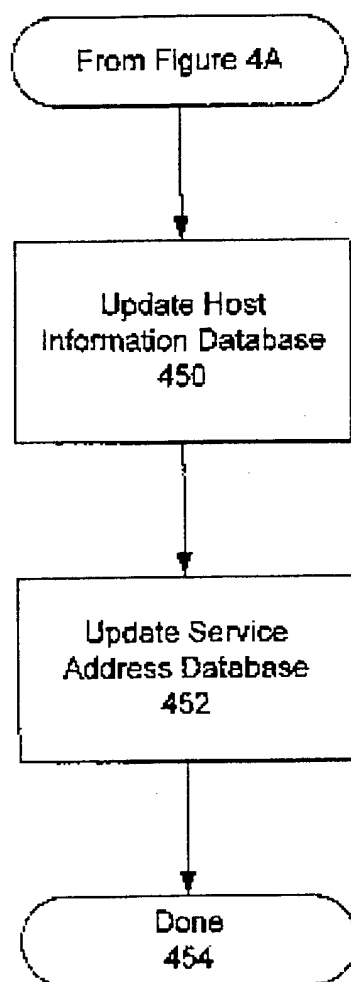 From Figure 4A
Update Host
Information Database
450
Update Service
Address Database
452
Done
454